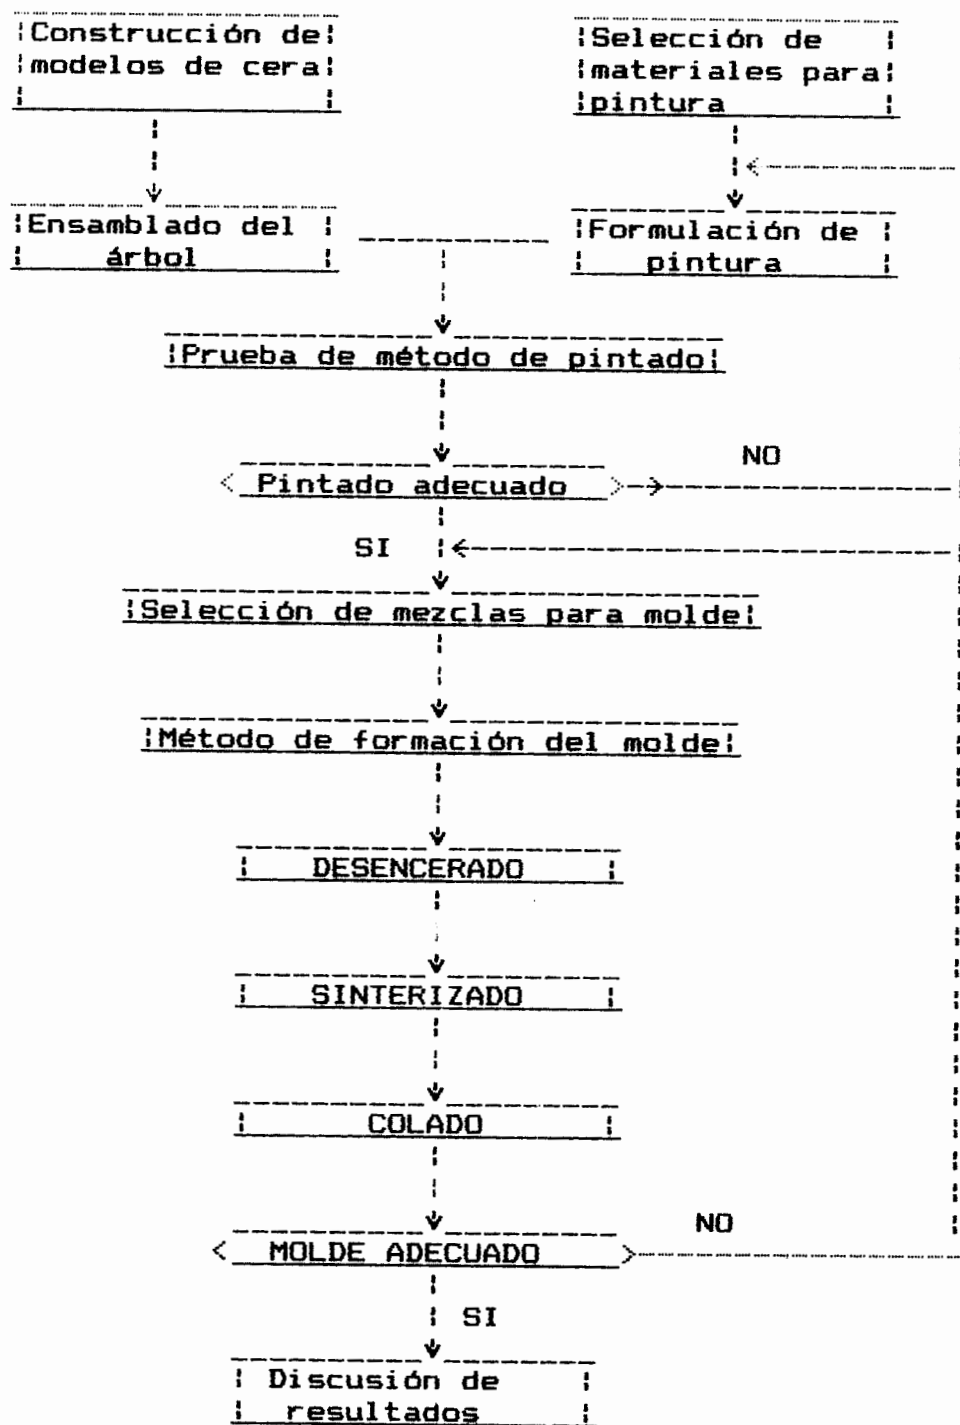 Construcción de
modelos de cera
Selección de
materiales para
pintura
Ensamblado del
árbol
Formulación de
pintura
Prueba de método de pintado
NO
Pintado adecuado
SI
Selección de mezclas para molde
Método de formación del molde
DESENCERADO
SINTERIZADO
COLADO
NO
MOLDE ADECUADO
SI
Discusión de
resultados